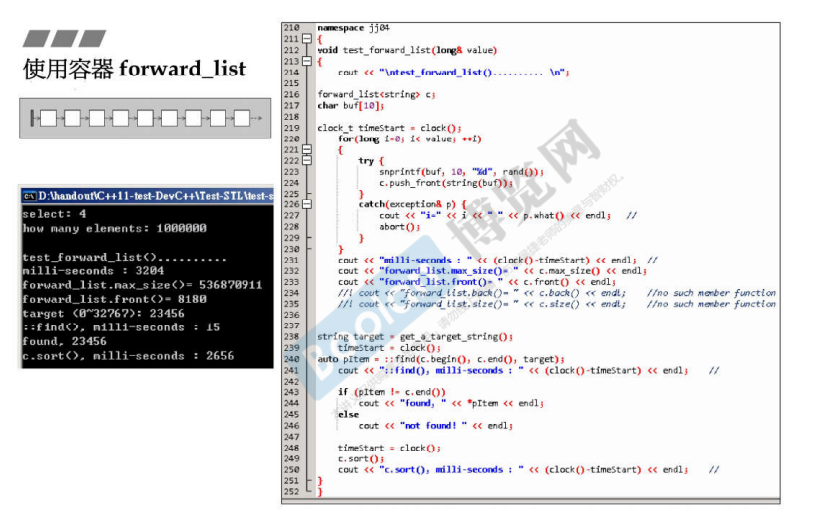 使用容器 forward_list
D:\handout\C++11-test-DevC++\Test-STL\test-s
select: 4
how many elements: 1000000
test_forward_list()..........
milli-seconds : 3204
forward_list.max_size()= 536870911
forward_list.front()= 8180
target (0~32767): 23456
::find(), milli-seconds : 15
found, 23456
c.sort(), milli-seconds : 2656
210 namespace jj04
211 {
212 void test_forward_list(long& value)
213 {
214 cout << "\ntest_forward_list().......... \n";
215
216 forward_list<string> c;
217 char buf[10];
218
219 clock_t timeStart = clock();
220 for(long i=0; i< value; ++i)
221 {
222 try {
223 snprintf(buf, 10, "%d", rand());
224 c.push_front(string(buf));
225 }
226 catch(exception& p) {
227 cout << "i=" << i << " " << p.what() << endl; //
228 abort();
229 }
230 }
231 cout << "milli-seconds : " << (clock()-timeStart) << endl; //
232 cout << "forward_list.max_size()= " << c.max_size() << endl;
233 cout << "forward_list.front()= " << c.front() << endl;
234 //! cout << "forward_list.back()= " << c.back() << endl; //no such member function
235 //! cout << "forward_list.size()= " << c.size() << endl; //no such member function
236
237
238 string target = get_a_target_string();
239 timeStart = clock();
240 auto pItem = ::find(c.begin(), c.end(), target);
241 cout << "::find(), milli-seconds : " << (clock()-timeStart) << endl; //
242
243 if (pItem != c.end())
244 cout << "found, " << *pItem << endl;
245 else
246 cout << "not found! " << endl;
247
248 timeStart = clock();
249 c.sort();
250 cout << "c.sort(), milli-seconds : " << (clock()-timeStart) << endl; //
251 }
252 }
博览网